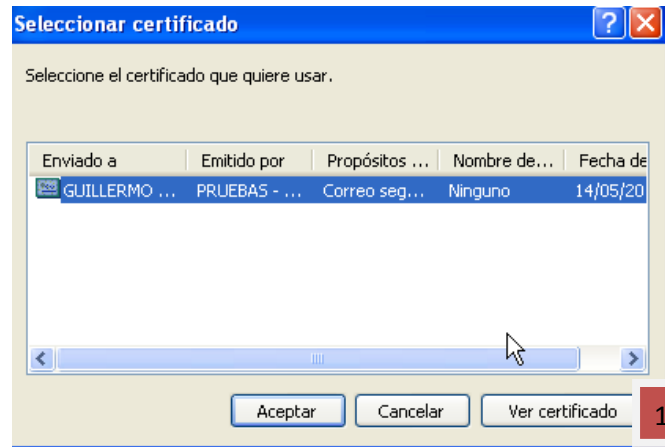 Seleccionar certificado
Seleccione el certificado que quiere usar.
Enviado a Emitido por Propósitos ... Nombre de... Fecha de
GUILLERMO ... PRUEBAS - ... Correo seg... Ninguno 14/05/20
Aceptar Cancelar Ver certificado 1